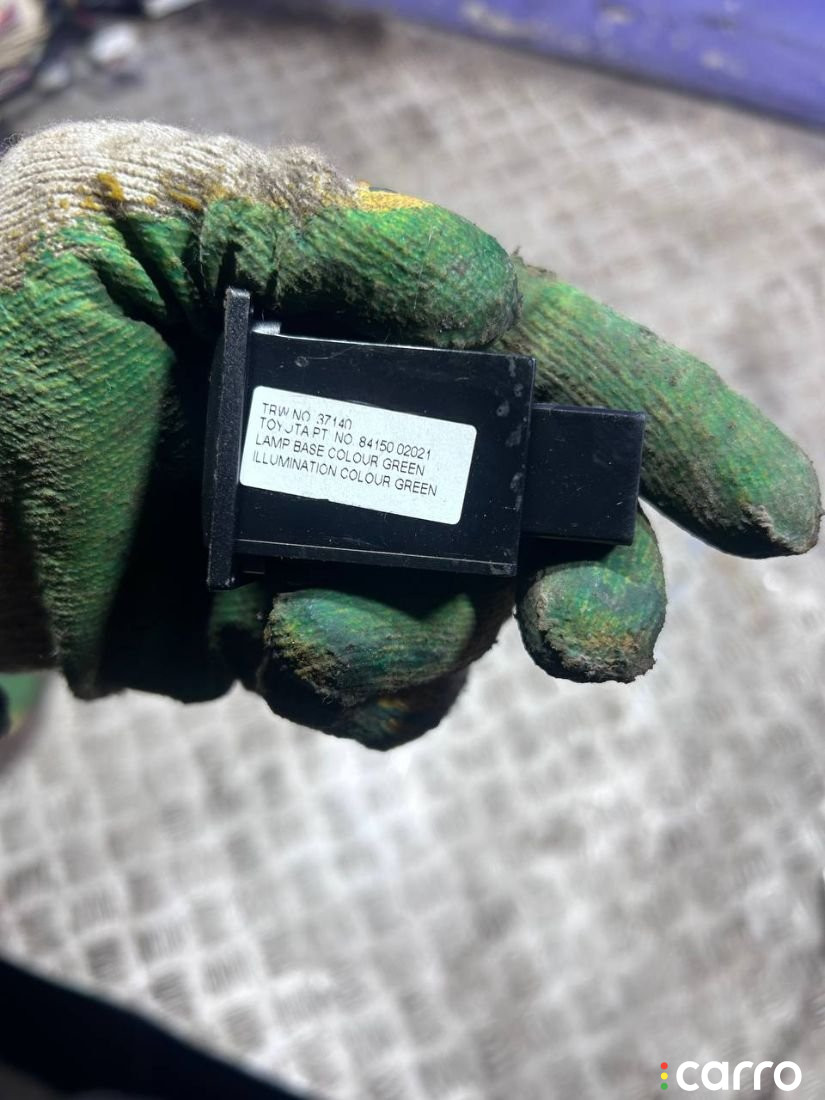 TRW NO. 37140
TOYOTA PT. NO. 84150 02021
LAMP BASE COLOUR GREEN
ILLUMINATION COLOUR GREEN
carro